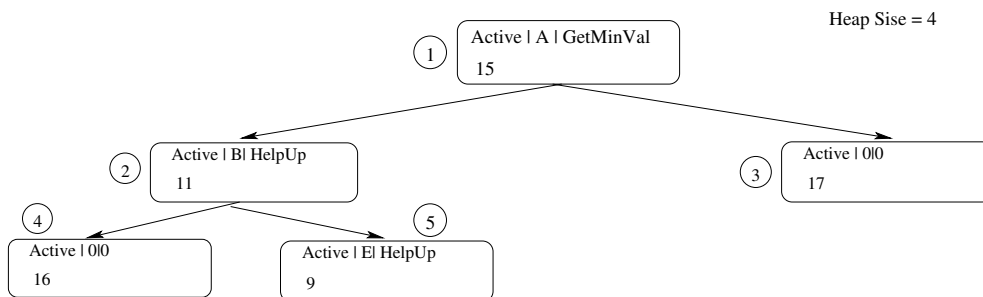 Heap Sise = 4
Active | A | GetMinVal
1
15
Active | B| HelpUp
2
11
Active | 0|0
3
17
4
5
Active | 0|0
16
Active | E| HelpUp
9